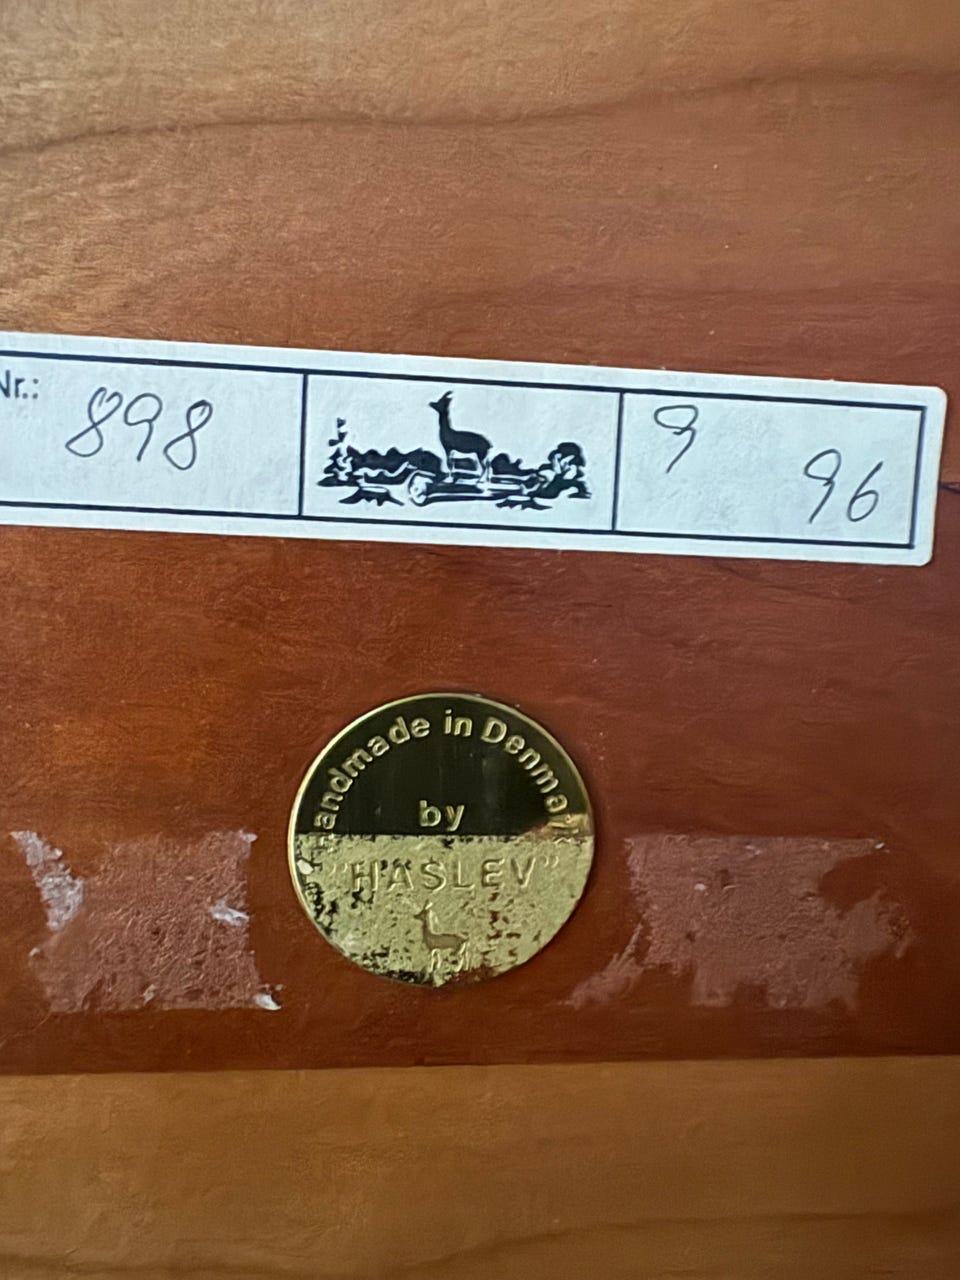 Nr.: 898
9 96
Handmade in Denmark
by
"HASLEV"